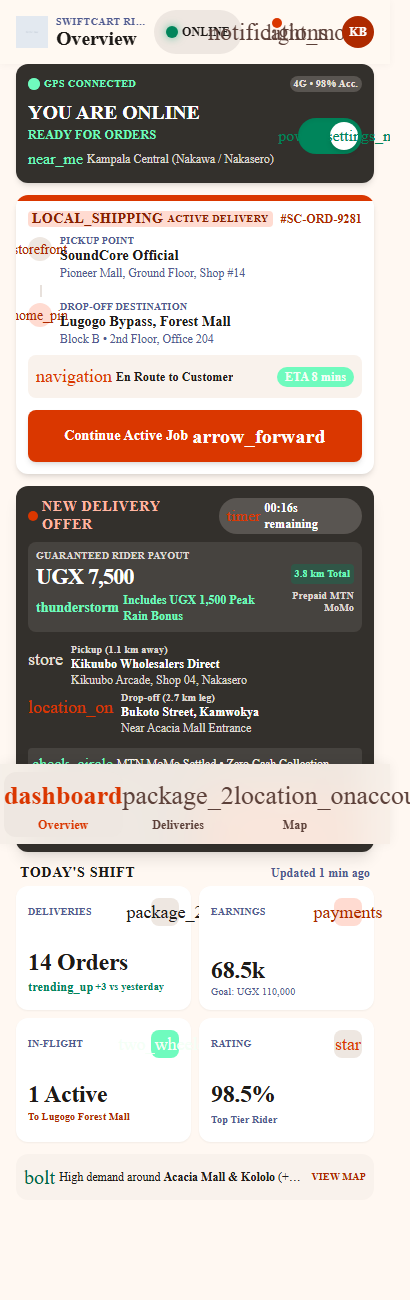 SWIFTCART RI...
Overview
ONLINE
KB
GPS CONNECTED
4G • 98% Acc.
YOU ARE ONLINE
READY FOR ORDERS
near_me Kampala Central (Nakawa / Nakasero)
LOCAL_SHIPPING ACTIVE DELIVERY
#SC-ORD-9281
storefront
PICKUP POINT
SoundCore Official
Pioneer Mall, Ground Floor, Shop #14
home_pin
DROP-OFF DESTINATION
Lugogo Bypass, Forest Mall
Block B • 2nd Floor, Office 204
navigation En Route to Customer
ETA 8 mins
Continue Active Job arrow_forward
NEW DELIVERY
OFFER
timer
00:16s
remaining
GUARANTEED RIDER PAYOUT
UGX 7,500
3.8 km Total
thunderstorm
Includes UGX 1,500 Peak
Rain Bonus
Prepaid MTN
MoMo
store
Pickup (1.1 km away)
Kikuubo Wholesalers Direct
Kikuubo Arcade, Shop 04, Nakasero
location_on
Drop-off (2.7 km leg)
Bukoto Street, Kamwokya
Near Acacia Mall Entrance
check_circle MTN MoMo Settled • Zero Cash Collection
dashboard package_2 location_on accou
Overview
Deliveries
Map
TODAY'S SHIFT
Updated 1 min ago
DELIVERIES
package_2
14 Orders
trending_up +3 vs yesterday
EARNINGS
payments
68.5k
Goal: UGX 110,000
IN-FLIGHT
1 Active
To Lugogo Forest Mall
RATING
star
98.5%
Top Tier Rider
bolt High demand around Acacia Mall & Kololo (+...
VIEW MAP